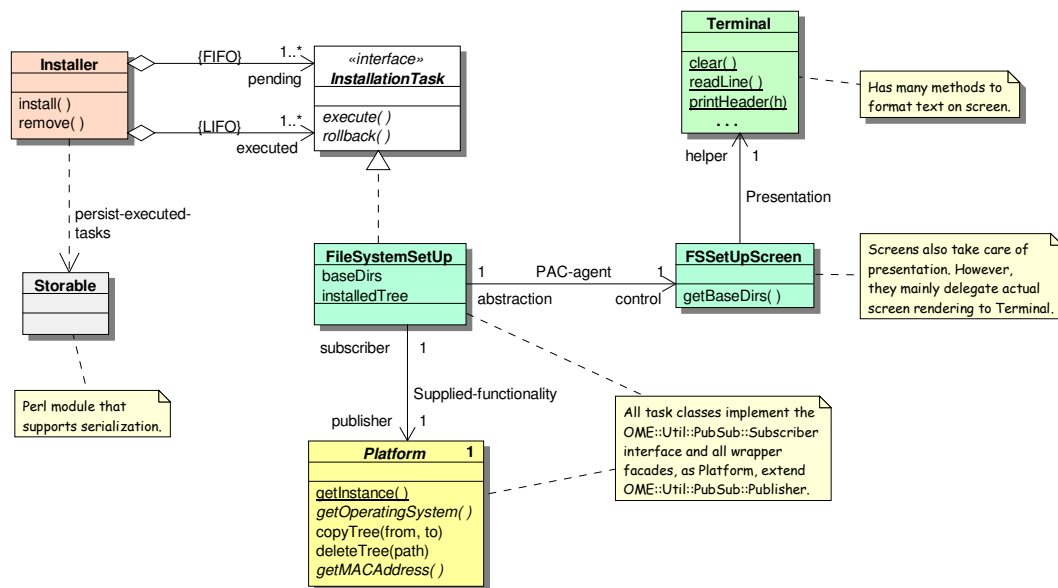 Installer
install( )
remove( )
{FIFO}
1..*
pending
{LIFO}
1..*
executed
«interface»
InstallationTask
execute( )
rollback( )
Terminal
clear( )
readLine( )
printHeader(h)
. . .
Has many methods to
format text on screen.
helper
1
Presentation
persist-executed-
tasks
Storable
Perl module that
supports serialization.
FileSystemSetUp
baseDirs
installedTree
1
PAC-agent
1
abstraction
control
FSSetUpScreen
getBaseDirs( )
Screens also take care of
presentation. However,
they mainly delegate actual
screen rendering to Terminal.
subscriber
1
Supplied-functionality
publisher
1
Platform
1
getInstance( )
getOperatingSystem( )
copyTree(from, to)
deleteTree(path)
getMACAddress( )
All task classes implement the
OME::Util::PubSub::Subscriber
interface and all wrapper
facades, as Platform, extend
OME::Util::PubSub::Publisher.